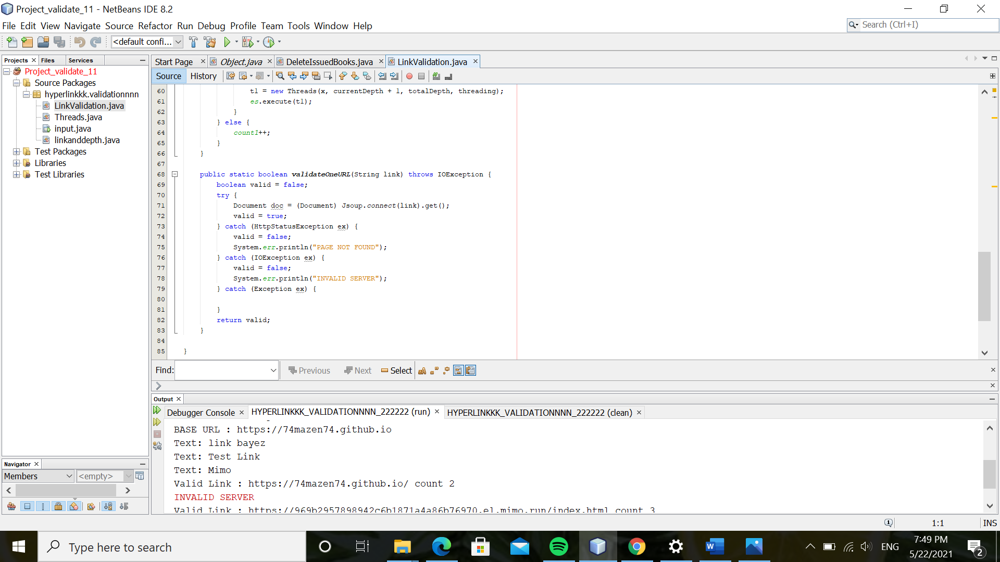 Project_validate_11 - NetBeans IDE 8.2
File Edit View Navigate Source Refactor Run Debug Profile Team Tools Window Help
Search (Ctrl+I)
<default confi...
Projects Files Services
Project_validate_11
Source Packages
hyperlinkkk.validationnnn
LinkValidation.java
Threads.java
input.java
linkanddepth.java
Test Packages
Libraries
Test Libraries
Start Page Object.java DeleteIssuedBooks.java LinkValidation.java
Source History
60 t1 = new Threads(x, currentDepth + 1, totalDepth, threading);
61 es.execute(t1);
62 }
63 } else {
64 count1++;
65 }
66 }
67
68 public static boolean validateOneURL(String link) throws IOException {
69 boolean valid = false;
70 try {
71 Document doc = (Document) Jsoup.connect(link).get();
72 valid = true;
73 } catch (HttpStatusException ex) {
74 valid = false;
75 System.err.println("PAGE NOT FOUND");
76 } catch (IOException ex) {
77 valid = false;
78 System.err.println("INVALID SERVER");
79 } catch (Exception ex) {
80
81 }
82 return valid;
83 }
84
85 }
Find: Previous Next Select
Output
Debugger Console HYPERLINKKK_VALIDATIONNNN_222222 (run) HYPERLINKKK_VALIDATIONNNN_222222 (clean)
BASE URL : https://74mazen74.github.io
Text: link bayez
Text: Test Link
Text: Mimo
Valid Link : https://74mazen74.github.io/ count 2
INVALID SERVER
Valid Link : https://969b2957898942c6b1871a4a86b76970.el.mimo.run/index.html count 3
Navigator
Members <empty>
1:1 INS
Type here to search
ENG
7:49 PM
5/22/2021
2